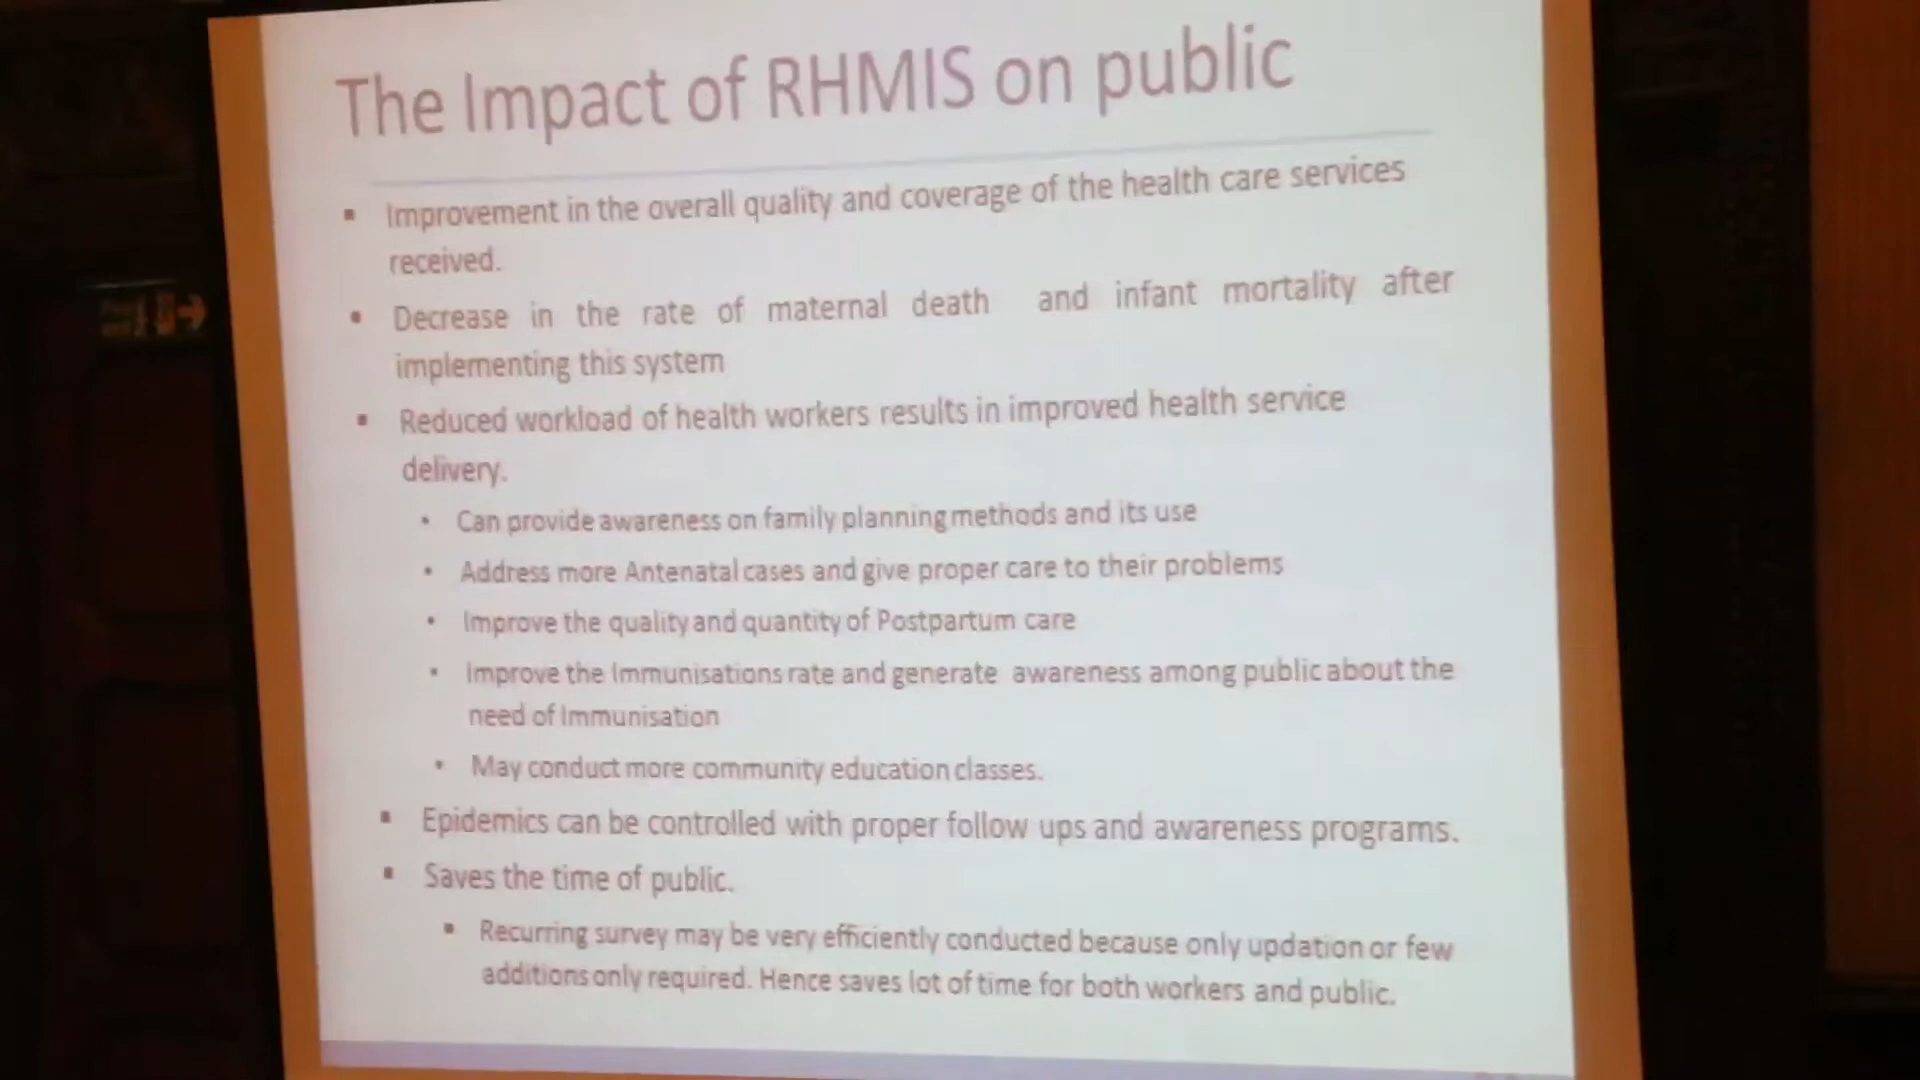 The Impact of RHMIS on public
▪ Improvement in the overall quality and coverage of the health care services
received.
▪ Decrease in the rate of maternal death and infant mortality after
implementing this system
▪ Reduced workload of health workers results in improved health service
delivery.
• Can provide awareness on family planning methods and its use
• Address more Antenatal cases and give proper care to their problems
• Improve the quality and quantity of Postpartum care
• Improve the Immunisations rate and generate awareness among public about the
need of Immunisation
• May conduct more community education classes.
▪ Epidemics can be controlled with proper follow ups and awareness programs.
▪ Saves the time of public.
▪ Recurring survey may be very efficiently conducted because only updation or few
additions only required. Hence saves lot of time for both workers and public.